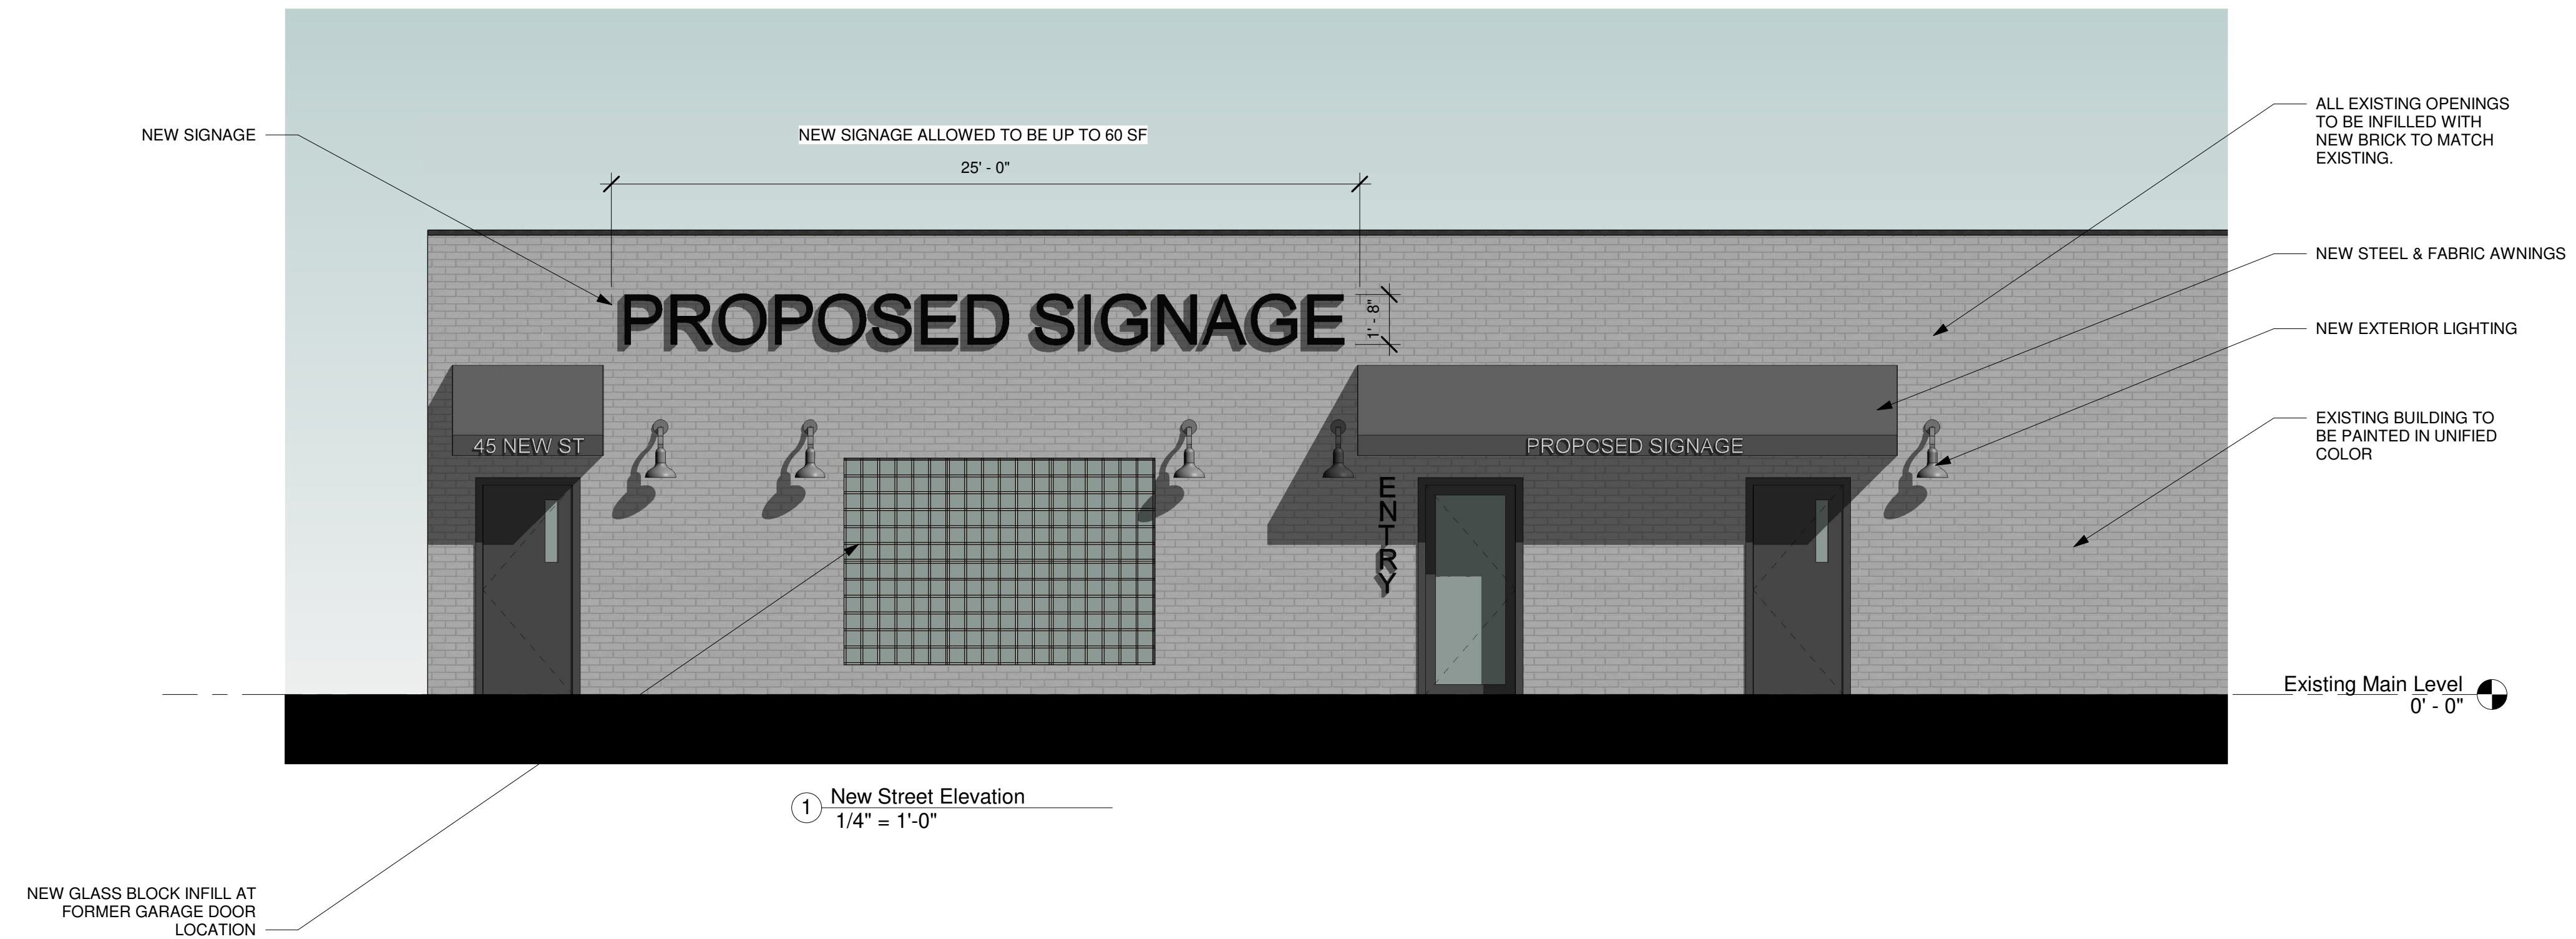 NEW SIGNAGE
NEW SIGNAGE ALLOWED TO BE UP TO 60 SF
25' - 0"
ALL EXISTING OPENINGS
TO BE INFILLED WITH
NEW BRICK TO MATCH
EXISTING.
NEW STEEL & FABRIC AWNINGS
NEW EXTERIOR LIGHTING
EXISTING BUILDING TO
BE PAINTED IN UNIFIED
COLOR
PROPOSED SIGNAGE
1' - 8"
45 NEW ST
PROPOSED SIGNAGE
ENTRY
Existing Main Level
0' - 0"
1
New Street Elevation
1/4" = 1'-0"
NEW GLASS BLOCK INFILL AT
FORMER GARAGE DOOR
LOCATION